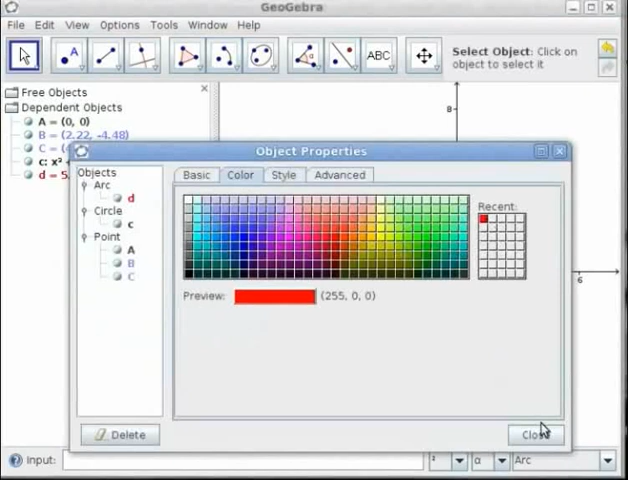 GeoGebra
File Edit View Options Tools Window Help
A ABC Select Object: Click on
object to select it
Free Objects
Dependent Objects
A = (0, 0)
B = (2.22, -4.48)
C =
c: x²
d = 5
8
6
Object Properties
Objects
Arc
d
Circle
c
Point
A
B
C
Basic Color Style Advanced
Recent:
Preview: (255, 0, 0)
Delete
Input: ² α Arc